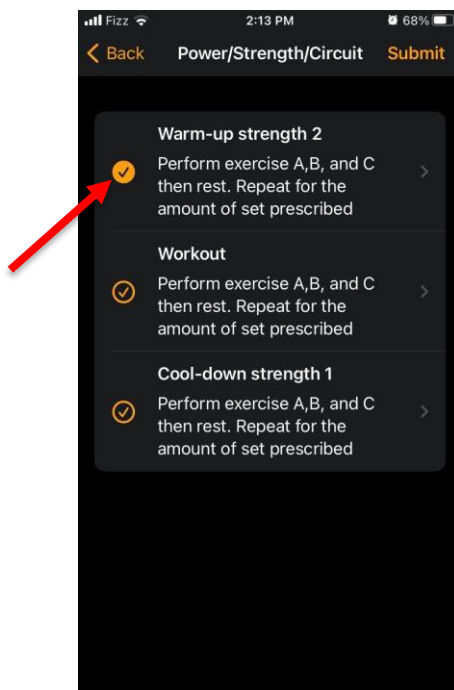 Fizz 2:13 PM 68%
Back Power/Strength/Circuit Submit
Warm-up strength 2
Perform exercise A,B, and C
then rest. Repeat for the
amount of set prescribed
Workout
Perform exercise A,B, and C
then rest. Repeat for the
amount of set prescribed
Cool-down strength 1
Perform exercise A,B, and C
then rest. Repeat for the
amount of set prescribed